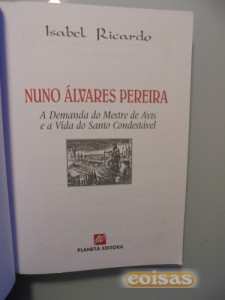 Isabel Ricardo
NUNO ÁLVARES PEREIRA
A Demanda do Mestre de Avis
e a Vida do Santo Condestável
PLANETA EDITORA
coisas